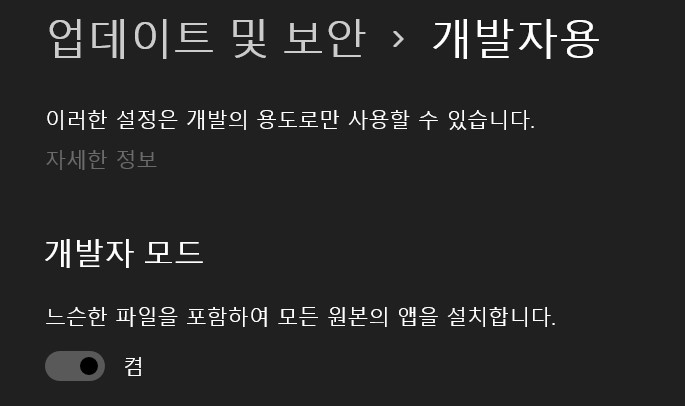 업데이트 및 보안 › 개발자용
이러한 설정은 개발의 용도로만 사용할 수 있습니다.
자세한 정보
개발자 모드
느슨한 파일을 포함하여 모든 원본의 앱을 설치합니다.
켬